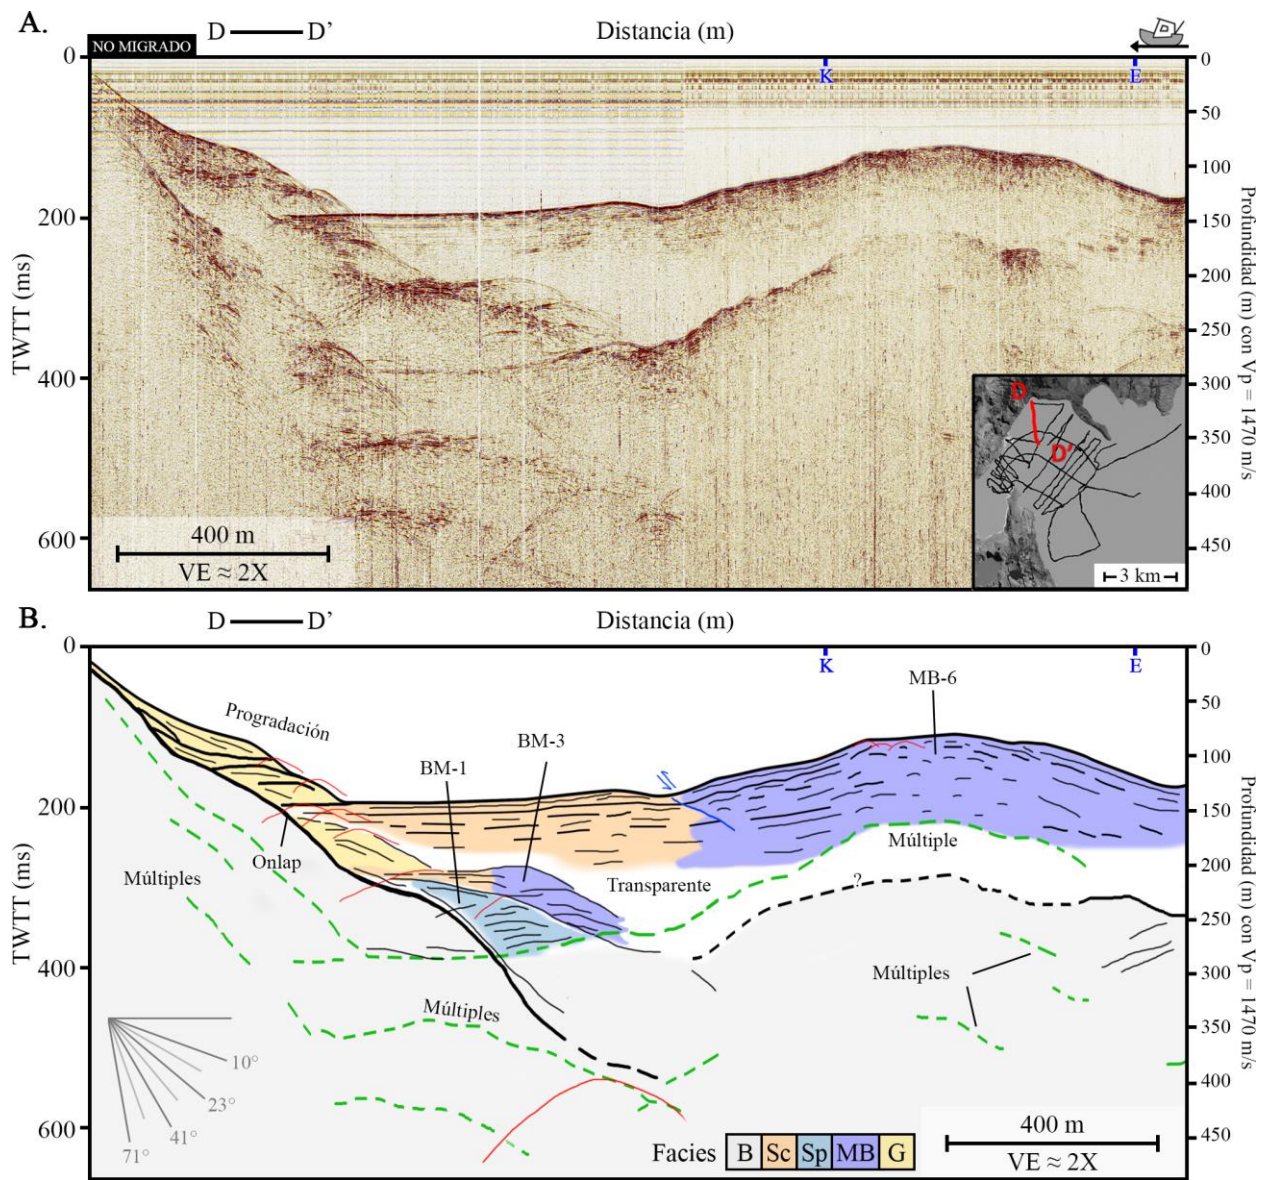 A.
D — D’
Distancia (m)
NO MIGRADO
K
E
0
200
400
600
TWTT (ms)
0
50
100
150
200
250
300
350
400
450
Profundidad (m) con Vp = 1470 m/s
D
D’
3 km
400 m
VE ≈ 2X
B.
D — D’
Distancia (m)
K
E
0
200
400
600
TWTT (ms)
0
50
100
150
200
250
300
350
400
450
Profundidad (m) con Vp = 1470 m/s
MB-6
Progradación
BM-3
BM-1
Onlap
Múltiple
Múltiples
Transparente
?
Múltiples
Múltiples
10°
23°
41°
71°
400 m
VE ≈ 2X
Facies B Sc Sp MB G